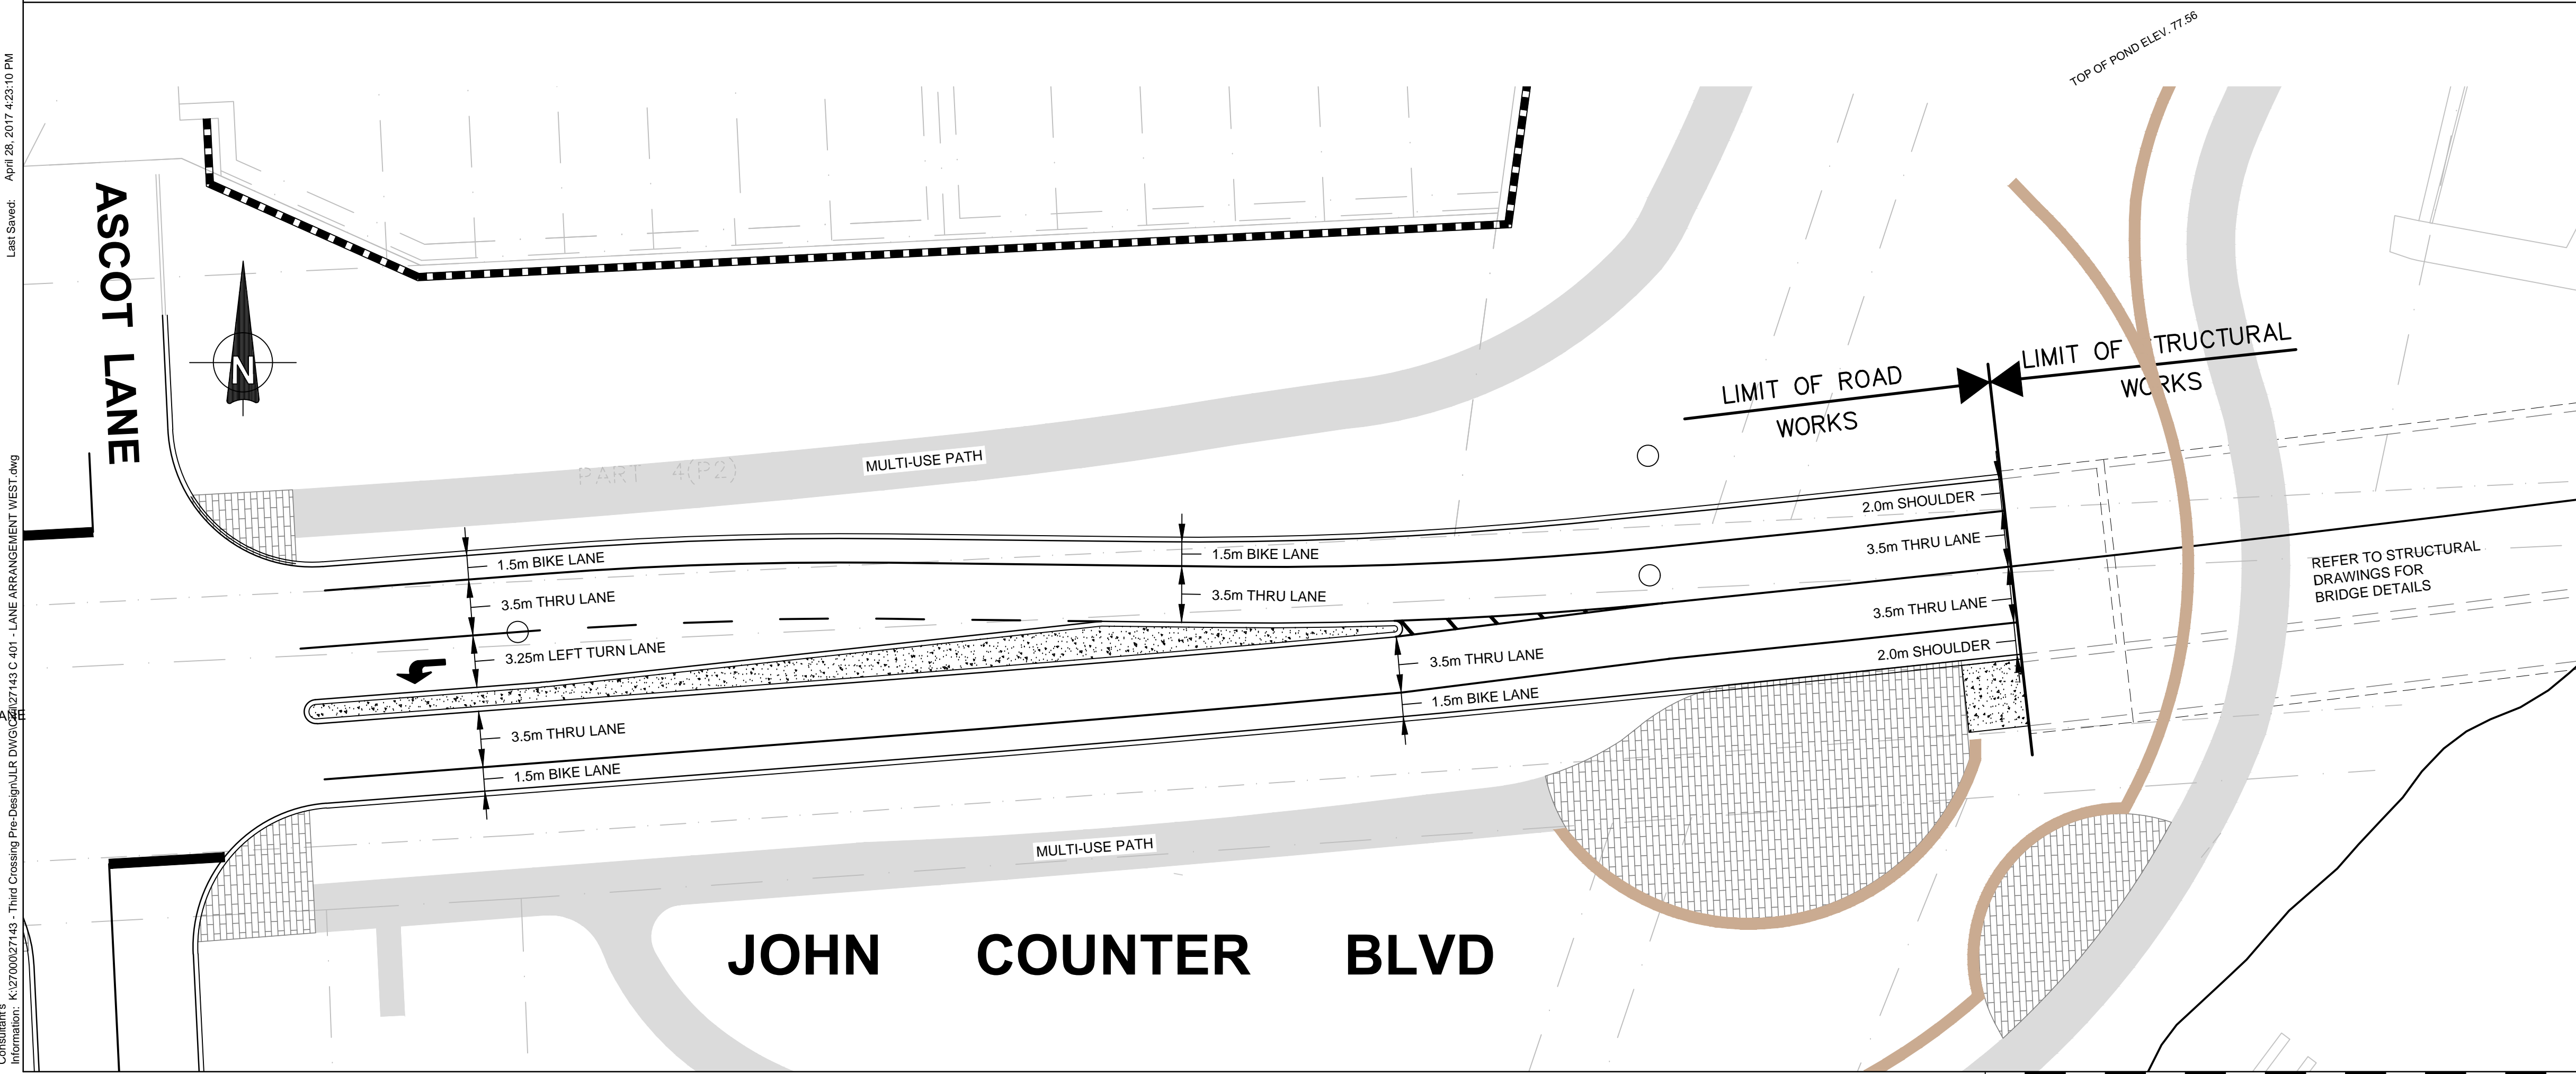 TOP OF POND ELEV. 77.56
Last Saved: April 28, 2017 4:23:10 PM
ASCOT LANE
N
LIMIT OF ROAD
WORKS
LIMIT OF STRUCTURAL
WORKS
PART 4(P2)
MULTI-USE PATH
2.0m SHOULDER
3.5m THRU LANE
3.5m THRU LANE
2.0m SHOULDER
1.5m BIKE LANE
3.5m THRU LANE
3.25m LEFT TURN LANE
3.5m THRU LANE
1.5m BIKE LANE
1.5m BIKE LANE
3.5m THRU LANE
3.5m THRU LANE
1.5m BIKE LANE
REFER TO STRUCTURAL
DRAWINGS FOR
BRIDGE DETAILS
MULTI-USE PATH
JOHN COUNTER BLVD
Consultant's
Information: K:\27000\27143 - Third Crossing Pre-Design\JLR DWG\Civil\27143 C 401 - LANE ARRANGEMENT WEST.dwg